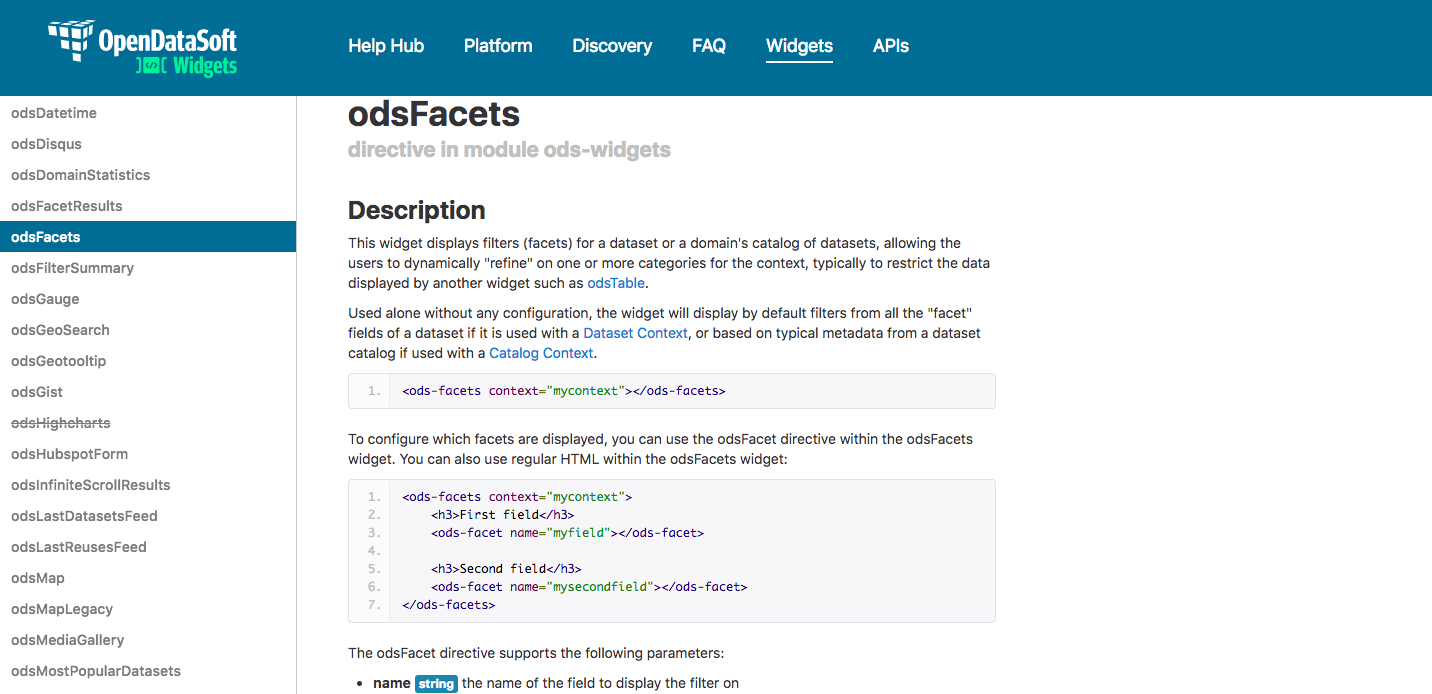 OpenDataSoft
Widgets
Help Hub
Platform
Discovery
FAQ
Widgets
APIs
odsDatetime
odsDisqus
odsDomainStatistics
odsFacetResults
odsFacets
odsFilterSummary
odsGauge
odsGeoSearch
odsGeotooltip
odsGist
odsHighcharts
odsHubspotForm
odsInfiniteScrollResults
odsLastDatasetsFeed
odsLastReusesFeed
odsMap
odsMapLegacy
odsMediaGallery
odsMostPopularDatasets
odsFacets
directive in module ods-widgets
Description
This widget displays filters (facets) for a dataset or a domain's catalog of datasets, allowing the
users to dynamically "refine" on one or more categories for the context, typically to restrict the data
displayed by another widget such as odsTable.
Used alone without any configuration, the widget will display by default filters from all the "facet"
fields of a dataset if it is used with a Dataset Context, or based on typical metadata from a dataset
catalog if used with a Catalog Context.
1. <ods-facets context="mycontext"></ods-facets>
To configure which facets are displayed, you can use the odsFacet directive within the odsFacets
widget. You can also use regular HTML within the odsFacets widget:
1. <ods-facets context="mycontext">
2. <h3>First field</h3>
3. <ods-facet name="myfield"></ods-facet>
4.
5. <h3>Second field</h3>
6. <ods-facet name="mysecondfield"></ods-facet>
7. </ods-facets>
The odsFacet directive supports the following parameters:
• name string the name of the field to display the filter on